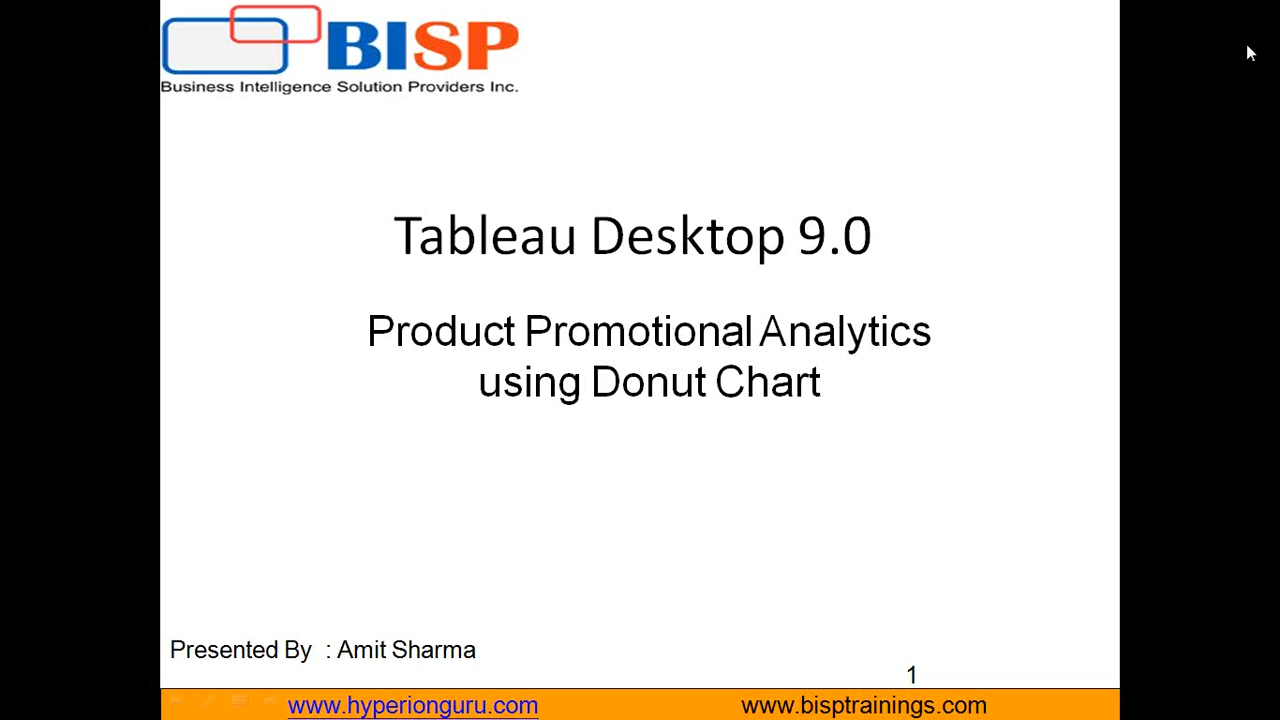 BISP
Business Intelligence Solution Providers Inc.
Tableau Desktop 9.0
Product Promotional Analytics
using Donut Chart
Presented By : Amit Sharma
1
www.hyperionguru.com
www.bisptrainings.com